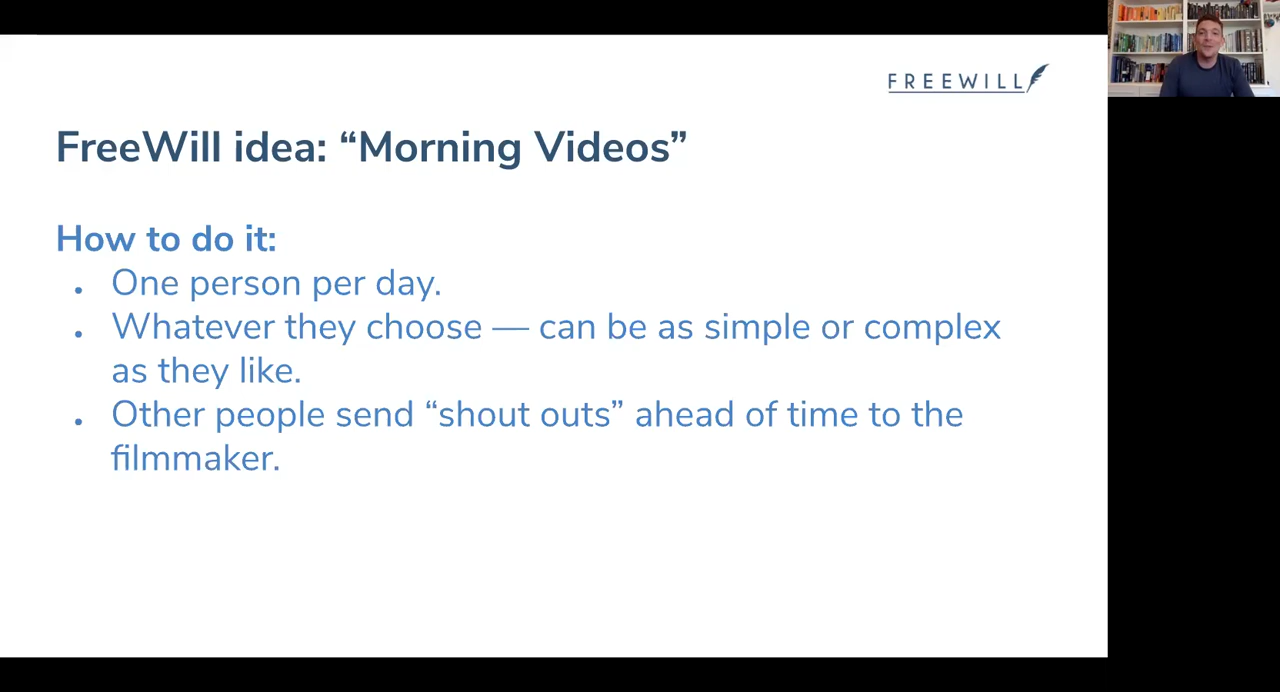 FREEWILL
FreeWill idea: “Morning Videos”
How to do it:
• One person per day.
• Whatever they choose — can be as simple or complex
as they like.
• Other people send “shout outs” ahead of time to the
filmmaker.